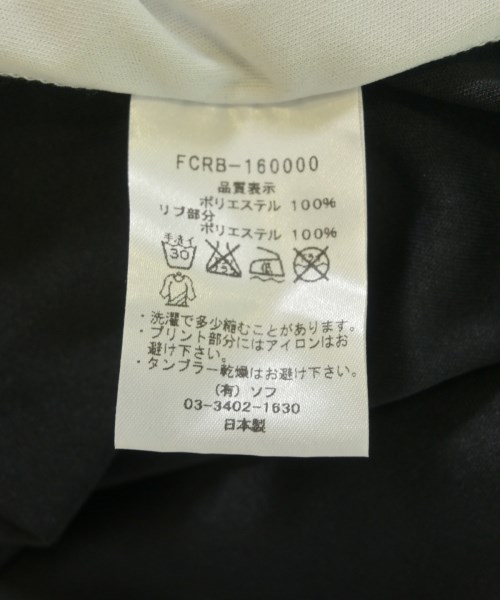 FCRB-160000
品質表示
ポリエステル 100%
リブ部分
ポリエステル 100%
手洗イ
30
・洗濯で多少縮むことがあります。
・プリント部分にはアイロンはお
避け下さい。
・タンブラー乾燥はお避け下さい。
(有) ソフ
03-3402-1630
日本製